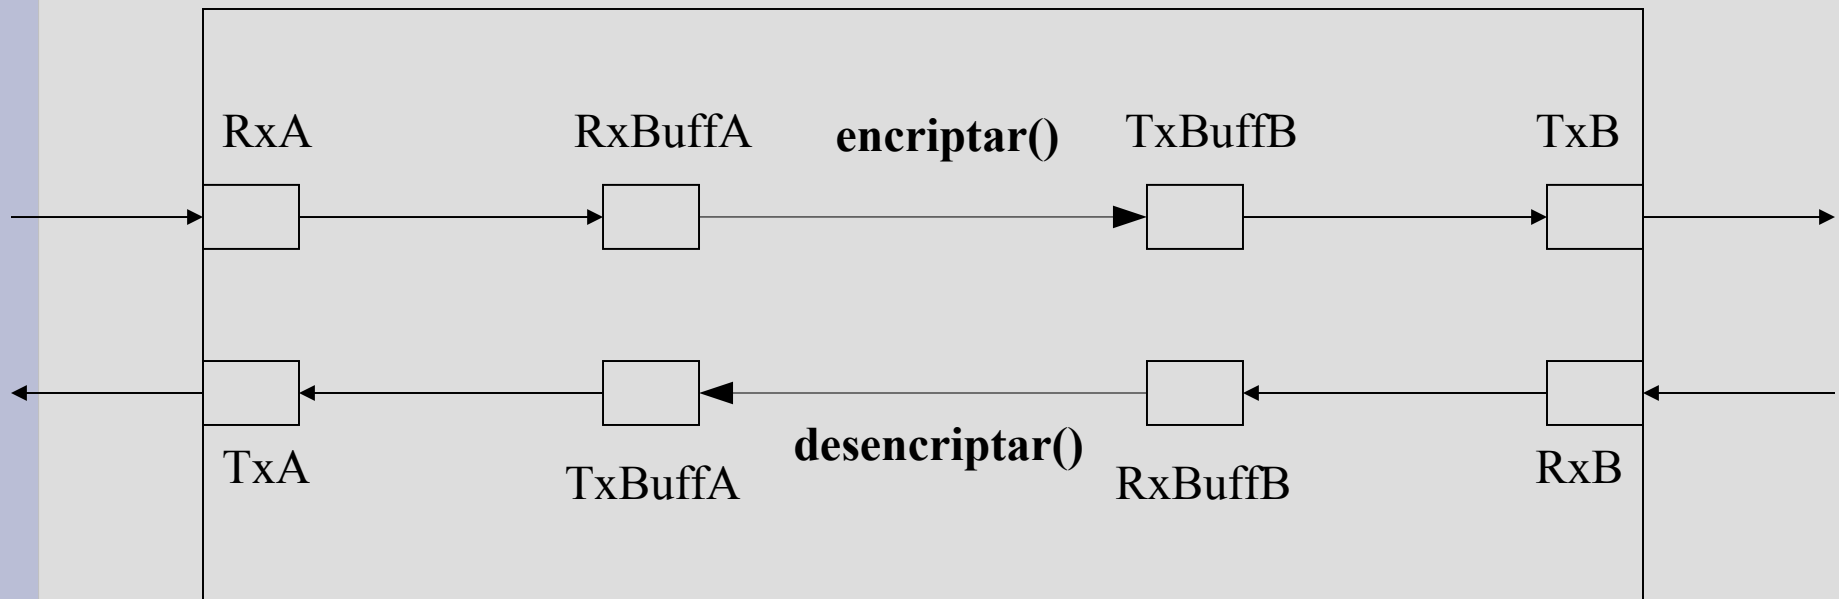 RxA
RxBuffA
encriptar()
TxBuffB
TxB
TxA
TxBuffA
desencriptar()
RxBuffB
RxB